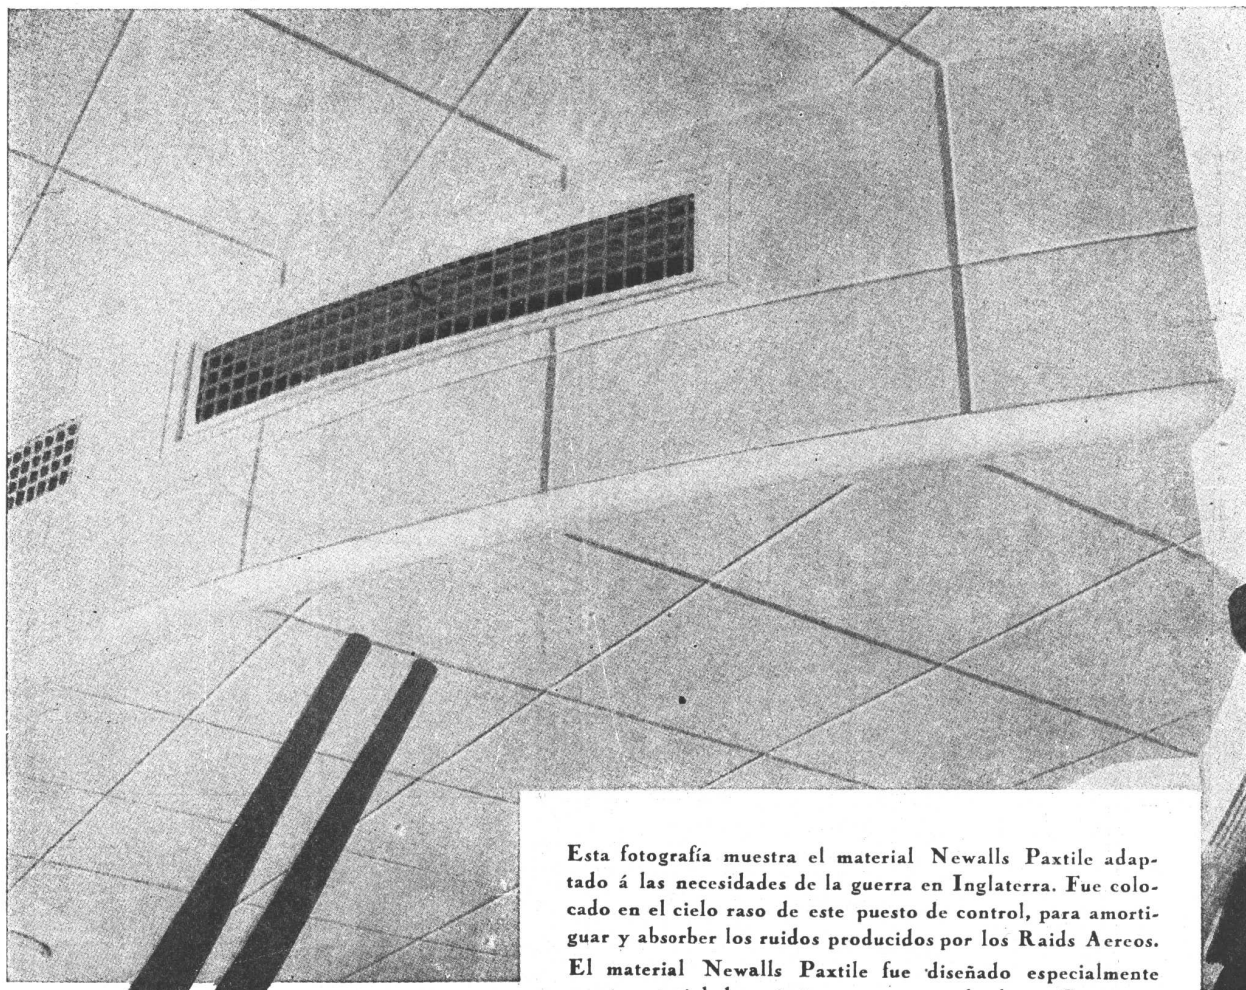 Esta fotografía muestra el material Newalls Paxtile adap-
tado á las necesidades de la guerra en Inglaterra. Fue colo-
cado en el cielo raso de este puesto de control, para amorti-
guar y absorber los ruidos producidos por los Raids Aereos.
El material Newalls Paxtile fue diseñado especialmente